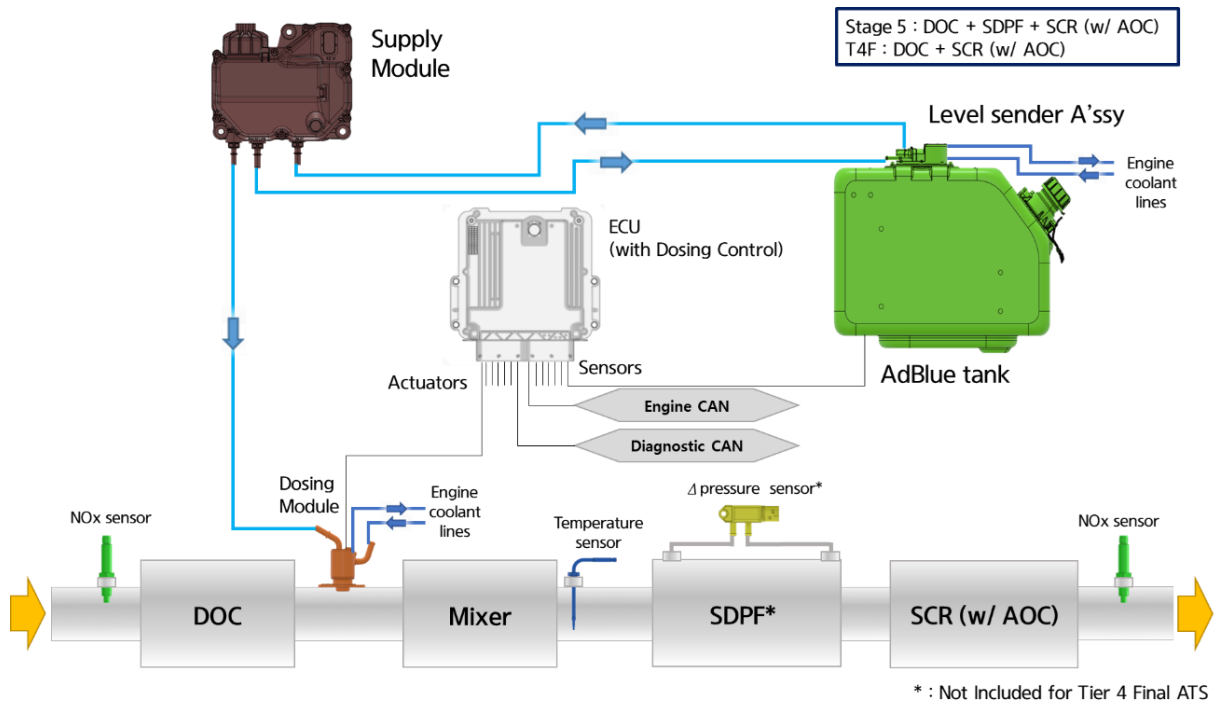 Supply
Module
Stage 5 : DOC + SDPF + SCR (w/ AOC)
T4F : DOC + SCR (w/ AOC)
Level sender A'ssy
Engine
coolant
lines
ECU
(with Dosing Control)
Actuators
Sensors
AdBlue tank
Engine CAN
Diagnostic CAN
Dosing
Module
Engine
coolant
lines
NOx sensor
Temperature
sensor
Δ pressure sensor*
NOx sensor
DOC
Mixer
SDPF*
SCR (w/ AOC)
* : Not Included for Tier 4 Final ATS